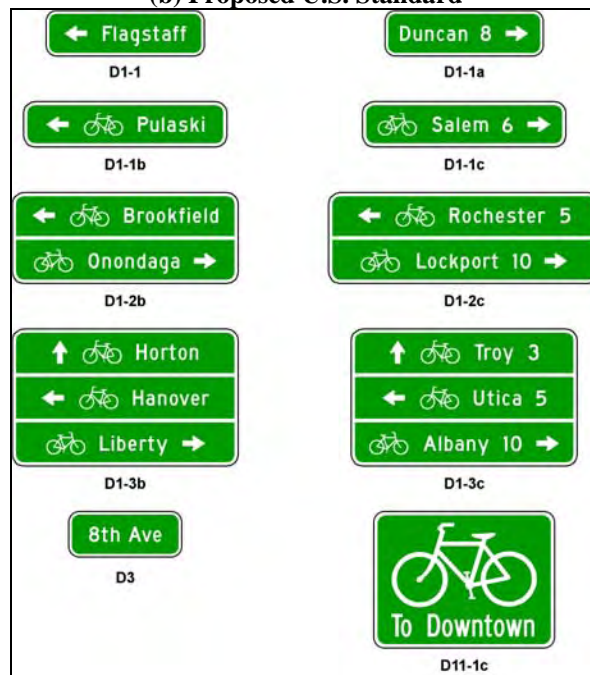 (b) Proposed U.S. Standard
Flagstaff
Duncan 8
D1-1
D1-1a
Pulaski
Salem 6
D1-1b
D1-1c
Brookfield
Onondaga
Rochester 5
Lockport 10
D1-2b
D1-2c
Horton
Hanover
Liberty
Troy 3
Utica 5
Albany 10
D1-3b
D1-3c
8th Ave
D3
To Downtown
D11-1c